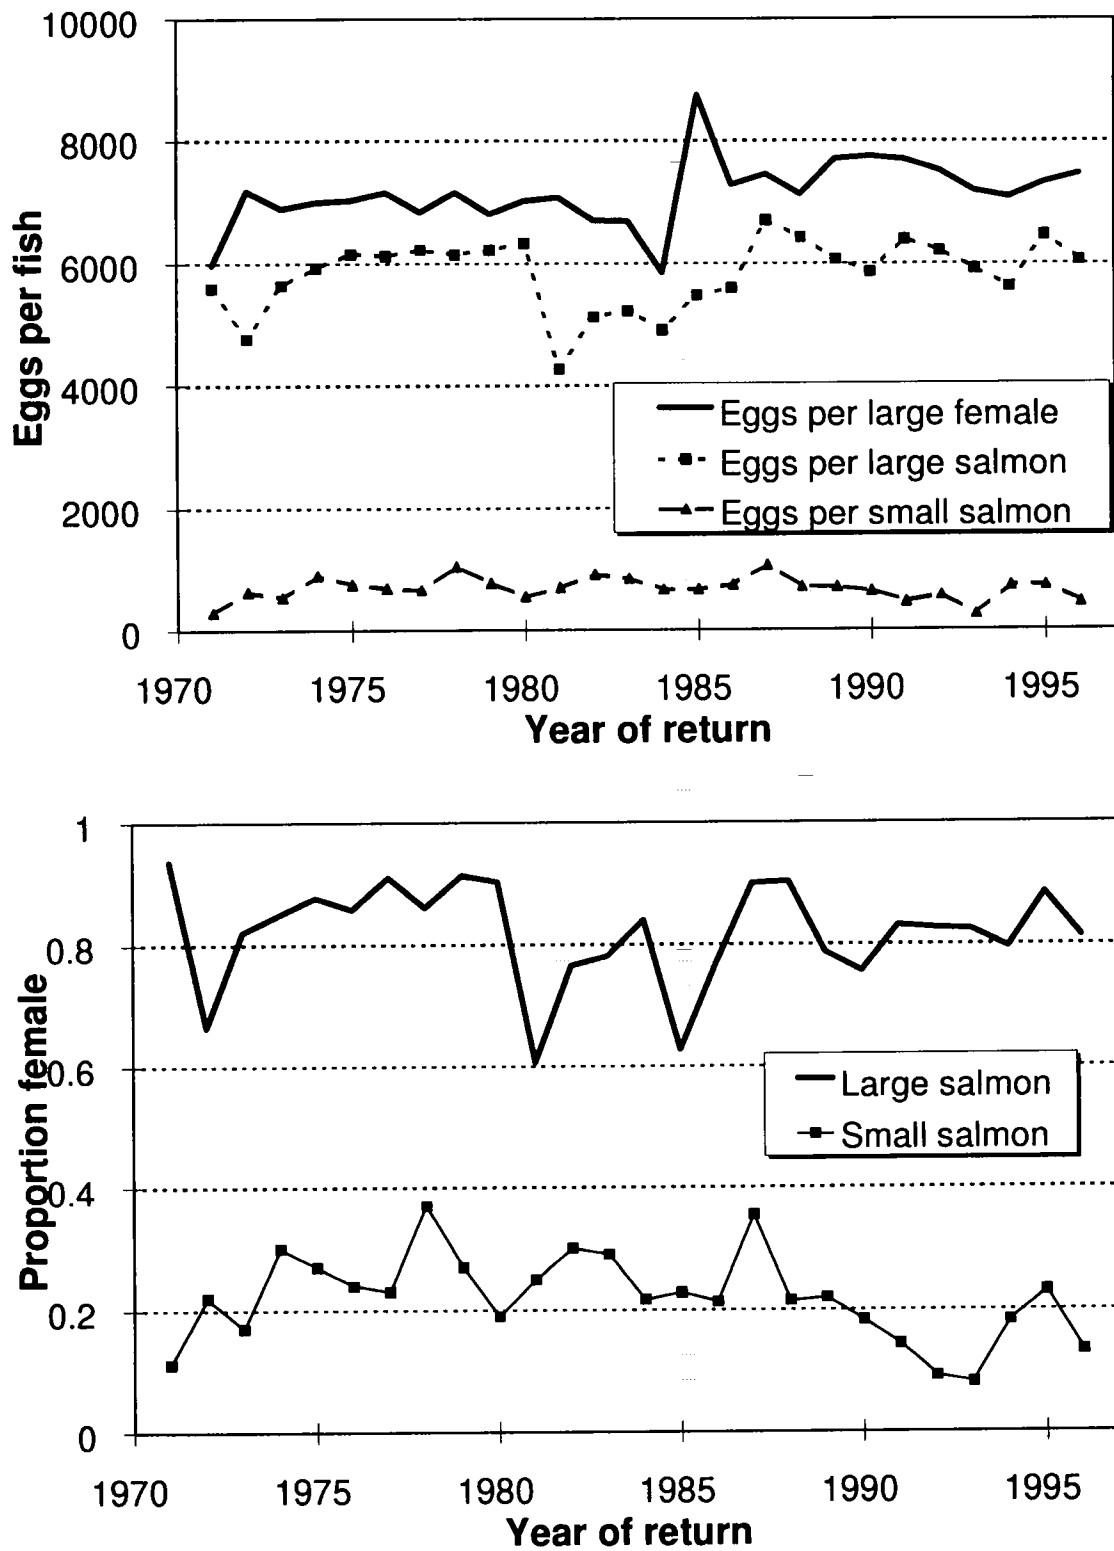 10000
8000
6000
4000
2000
0
Eggs per fish
Eggs per large female
Eggs per large salmon
Eggs per small salmon
1970 1975 1980 1985 1990 1995
Year of return
1
0.8
0.6
0.4
0.2
0
Proportion female
Large salmon
Small salmon
1970 1975 1980 1985 1990 1995
Year of return